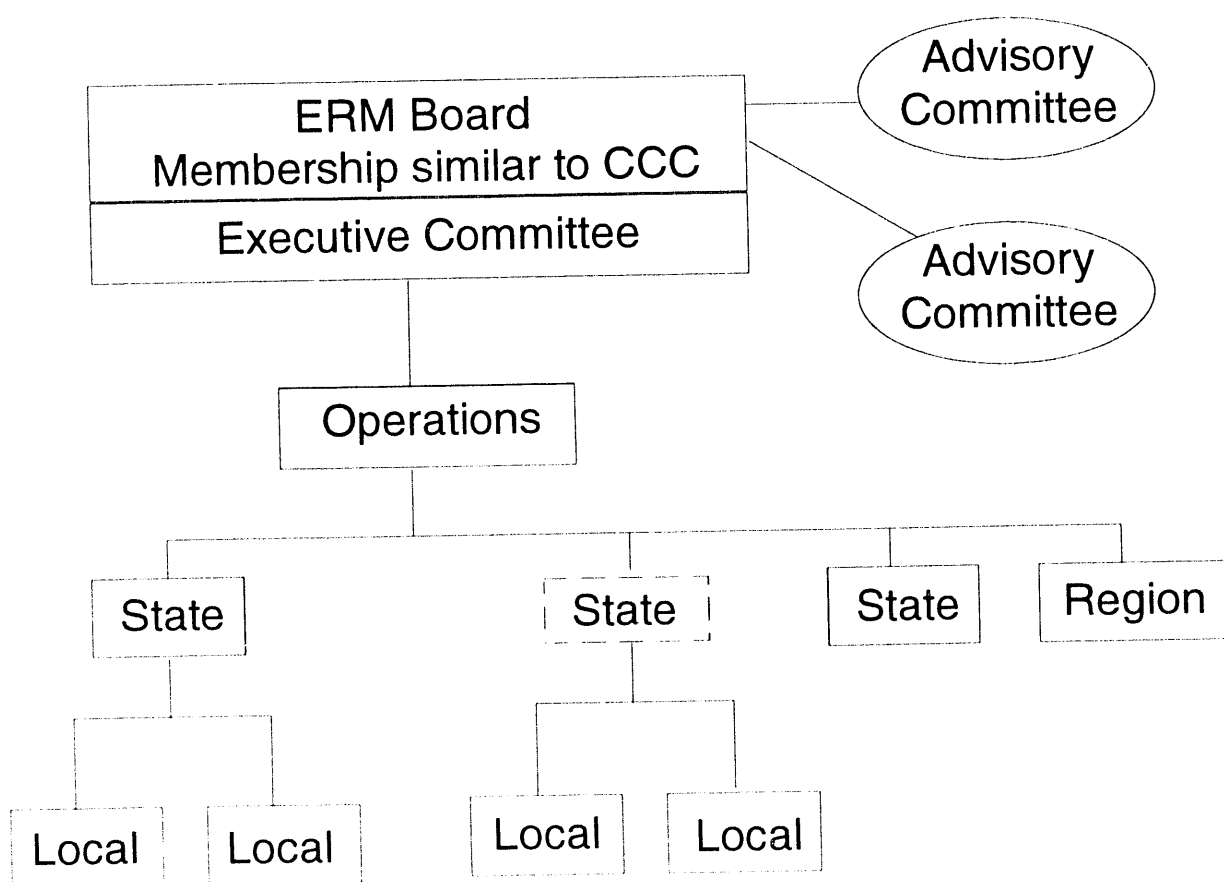 Advisory
Committee
ERM Board
Membership similar to CCC
Executive Committee
Advisory
Committee
Operations
State
State
State
Region
Local
Local
Local
Local